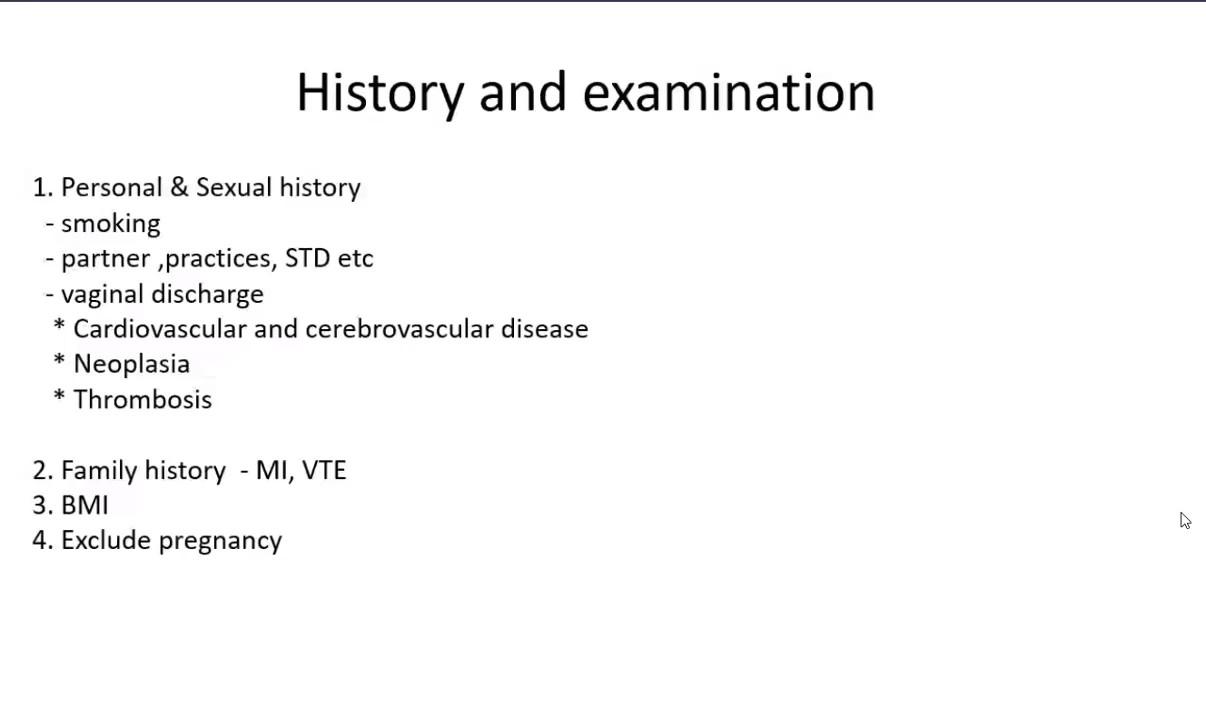 History and examination
1. Personal & Sexual history
- smoking
- partner ,practices, STD etc
- vaginal discharge
* Cardiovascular and cerebrovascular disease
* Neoplasia
* Thrombosis
2. Family history - MI, VTE
3. BMI
4. Exclude pregnancy